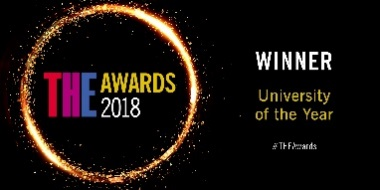 THE AWARDS
2018
WINNER
University
of the Year
#THEAwards